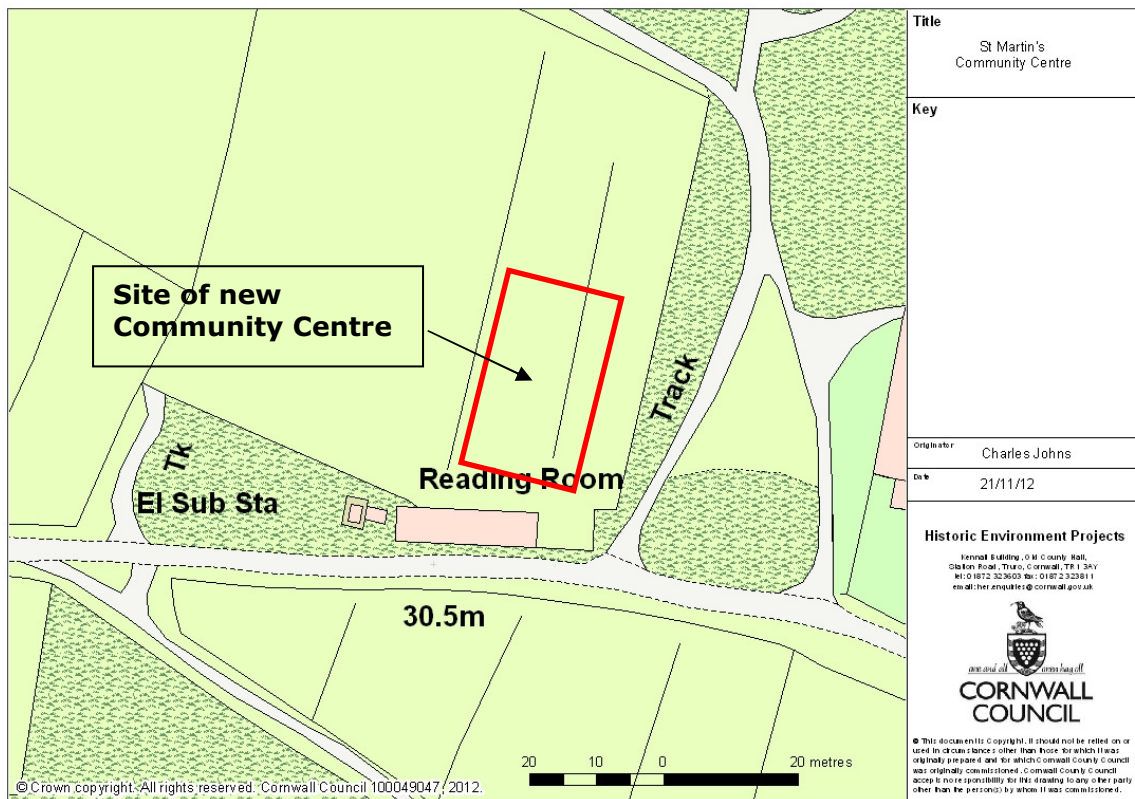 Site of new
Community Centre
Track
Tk
Reading Room
El Sub Sta
30.5m
20 10 0 20 metres
© Crown copyright. All rights reserved. Cornwall Council 100049047, 2012.
Title
St Martin's
Community Centre
Key
Originator
Charles Johns
Date
21/11/12
Historic Environment Projects
Kennall Building, Old County Hall,
Station Road, Truro, Cornwall, TR1 3AY
tel: 01872 323603 fax: 01872 323811
email: her.enquiries@cornwall.gov.uk
one and all onen hag oll
CORNWALL
COUNCIL
© This document is Copyright. It should not be relied on or
used in circumstances other than those for which it was
originally prepared and for which Cornwall County Council
was originally commissioned. Cornwall County Council
accepts no responsibility for this drawing to any other party
other than the person(s) by whom it was commissioned.